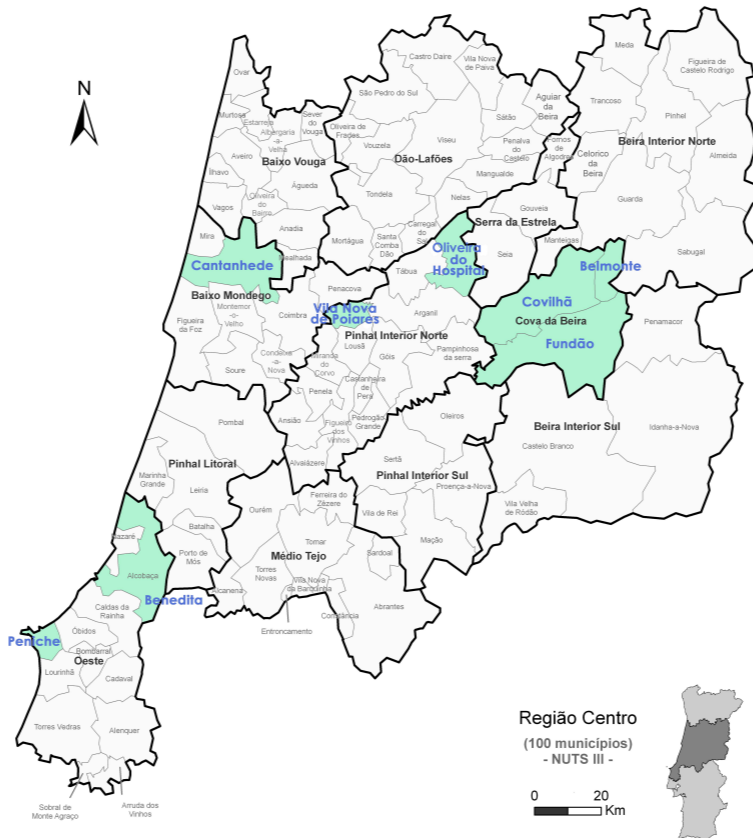 N
Ovar
Murtosa
Estarreja
Albergaria-
a-
Velha
Sever
do
Vouga
Baixo Vouga
Aveiro
Ílhavo
Águeda
Vagos
Oliveira
do
Bairro
Anadia
Mealhada
Castro Daire
Vila Nova
de Paiva
São Pedro do Sul
Oliveira de
Frades
Vouzela
Viseu
Sátão
Aguiar
da
Beira
Penalva
do
Castelo
Dão-Lafões
Mangualde
Tondela
Nelas
Carregal
do
Sal
Santa
Comba
Dão
Mortágua
Meda
Figueira de
Castelo Rodrigo
Trancoso
Pinhel
Fornos
de
Algodres
Celorico
da
Beira
Beira Interior Norte
Almeida
Guarda
Sabugal
Manteigas
Gouveia
Serra da Estrela
Seia
Mira
Cantanhede
Baixo Mondego
Montemor
-o-
Velho
Coimbra
Figueira
da Foz
Condeixa
-a-
Nova
Soure
Penacova
Tábua
Oliveira
do
Hospital
Vila Nova
de Poiares
Arganil
Pinhal Interior Norte
Lousã
Miranda
do
Corvo
Góis
Pampinhosa
da serra
Penela
Castanheira
de
Pera
Pedrógão
Grande
Figueiró
dos
Vinhos
Ansião
Alvaiázere
Belmonte
Covilhã
Cova da Beira
Fundão
Penamacor
Beira Interior Sul
Castelo Branco
Idanha-a-Nova
Vila Velha
de Ródão
Oleiros
Sertã
Pinhal Interior Sul
Proença-a-Nova
Vila de Rei
Mação
Pombal
Pinhal Litoral
Marinha
Grande
Leiria
Batalha
Porto de
Mós
Ourém
Ferreira do
Zêzere
Tomar
Médio Tejo
Sardoal
Torres
Novas
Vila Nova
da Barquinha
Alcanena
Abrantes
Constância
Entroncamento
Nazaré
Alcobaça
Benedita
Caldas da
Rainha
Peniche
Óbidos
Bombarral
Oeste
Lourinhã
Cadaval
Torres Vedras
Alenquer
Sobral de
Monte Agraço
Arruda dos
Vinhos
Região Centro
(100 municípios)
- NUTS III -
0 20
Km